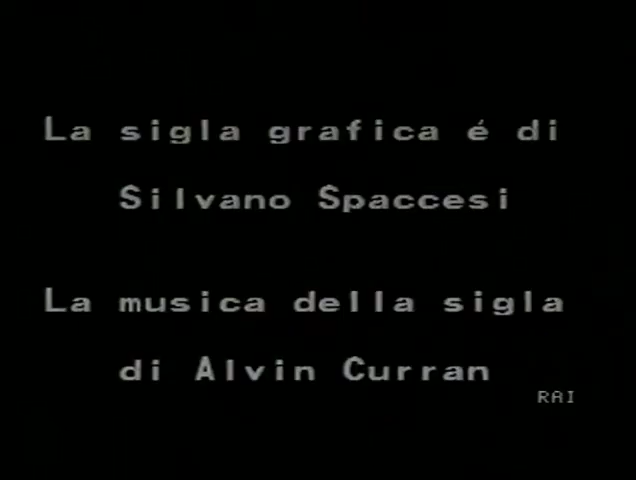 La sigla grafica é di
Silvano Spaccesi
La musica della sigla
di Alvin Curran
RAI